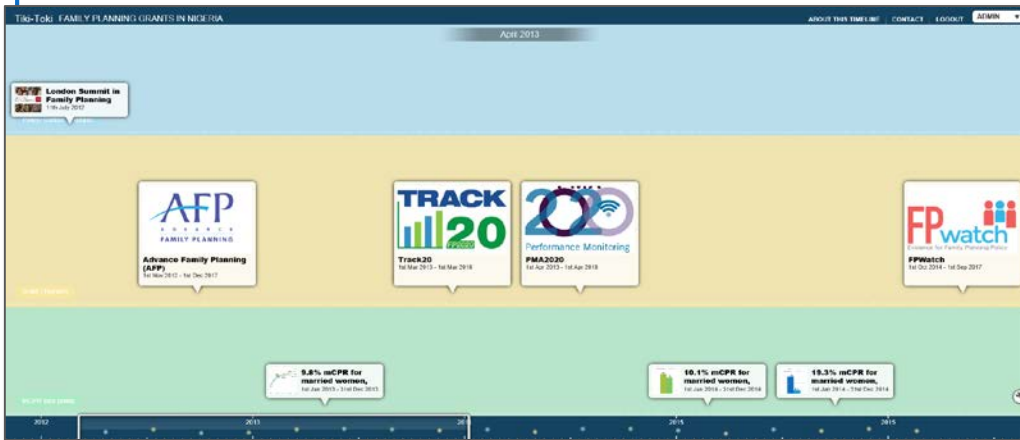 Tiki-Toki FAMILY PLANNING GRANTS IN NIGERIA
ABOUT THIS TIMELINE CONTACT LOGOUT ADMIN
April 2013
London Summit in
Family Planning
11th July 2012
AFP
ADVANCE
FAMILY PLANNING
Advance Family Planning
(AFP)
1st Nov 2012 - 1st Dec 2017
TRACK
20
Track20
1st Mar 2013 - 1st Mar 2018
2020
Performance Monitoring
PMA2020
1st Apr 2013 - 1st Apr 2018
FPwatch
Evidence for Family Planning Policy
FPWatch
1st Oct 2014 - 1st Sep 2017
9.8% mCPR for
married women,
1st Jan 2013 - 31st Dec 2013
10.1% mCPR for
married women,
1st Jan 2014 - 31st Dec 2014
19.3% mCPR for
married women,
1st Jan 2014 - 31st Dec 2014
2012
2013
2015
2015